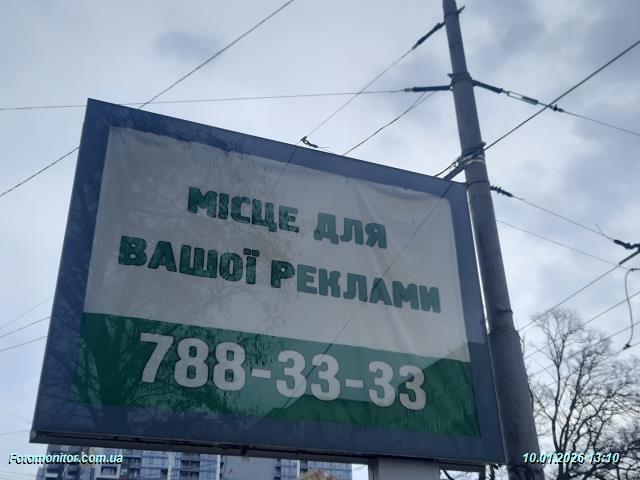 МІСЦЕ ДЛЯ
ВАШОЇ РЕКЛАМИ
788-33-33
Fotomonitor.com.ua
10.01.2026 13:10